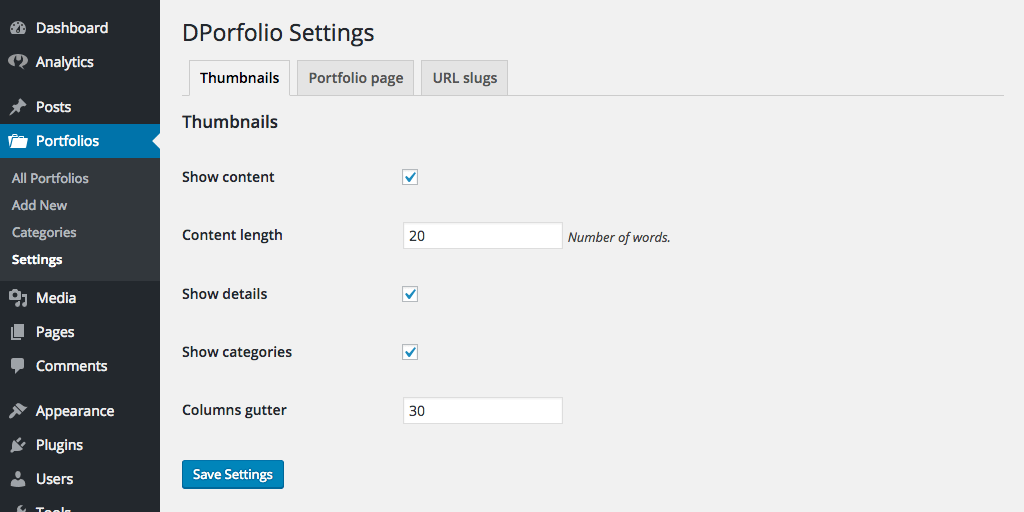 Dashboard
Analytics
Posts
Portfolios
All Portfolios
Add New
Categories
Settings
Media
Pages
Comments
Appearance
Plugins
Users
Tools
DPorfolio Settings
Thumbnails
Portfolio page
URL slugs
Thumbnails
Show content
Content length 20 Number of words.
Show details
Show categories
Columns gutter 30
Save Settings